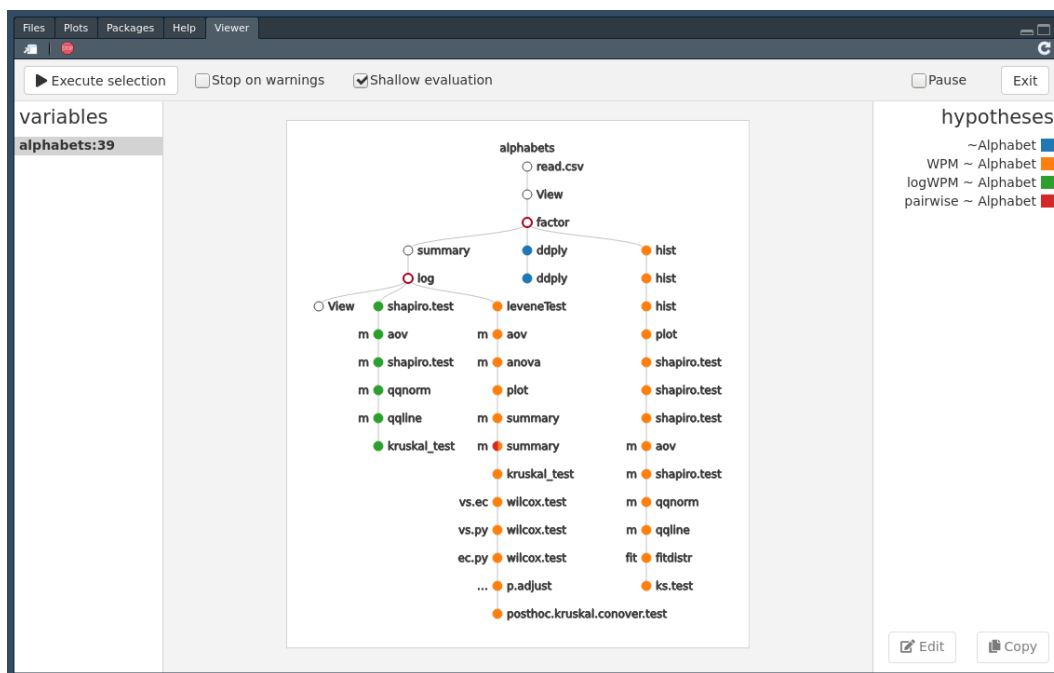 Files Plots Packages Help Viewer
Execute selection Stop on warnings Shallow evaluation Pause Exit
variables
alphabets:39
hypotheses
~Alphabet
WPM ~ Alphabet
logWPM ~ Alphabet
pairwise ~ Alphabet
alphabets
read.csv
View
factor
summary ddply hist
log ddply hist
View shapiro.test leveneTest hist
m aov m aov plot
m shapiro.test m anova shapiro.test
m qqnorm plot shapiro.test
m qqline m summary shapiro.test
kruskal_test m summary m aov
kruskal_test m shapiro.test
vs.ec wilcox.test m qqnorm
vs.py wilcox.test m qqline
ec.py wilcox.test fit fitdistr
... p.adjust ks.test
posthoc.kruskal.conover.test
Edit Copy